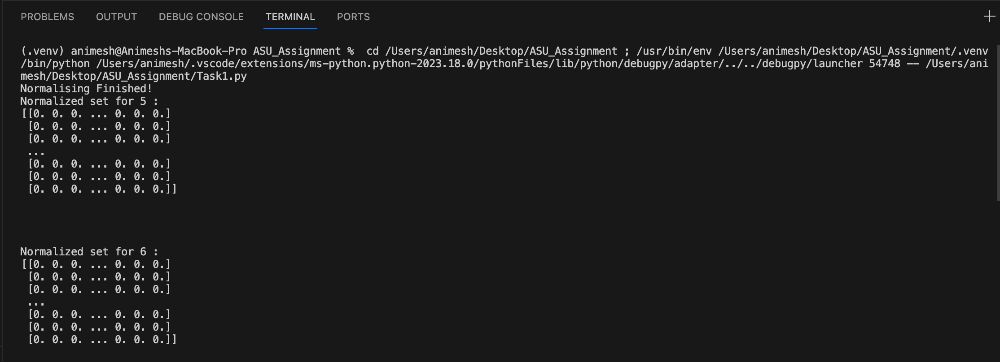 PROBLEMS OUTPUT DEBUG CONSOLE TERMINAL PORTS
(.venv) animesh@Animeshs-MacBook-Pro ASU_Assignment %  cd /Users/animesh/Desktop/ASU_Assignment ; /usr/bin/env /Users/animesh/Desktop/ASU_Assignment/.venv
/bin/python /Users/animesh/.vscode/extensions/ms-python.python-2023.18.0/pythonFiles/lib/python/debugpy/adapter/../../debugpy/launcher 54748 -- /Users/ani
mesh/Desktop/ASU_Assignment/Task1.py
Normalising Finished!
Normalized set for 5 :
[[0. 0. 0. ... 0. 0. 0.]
[0. 0. 0. ... 0. 0. 0.]
[0. 0. 0. ... 0. 0. 0.]
...
[0. 0. 0. ... 0. 0. 0.]
[0. 0. 0. ... 0. 0. 0.]
[0. 0. 0. ... 0. 0. 0.]]
Normalized set for 6 :
[[0. 0. 0. ... 0. 0. 0.]
[0. 0. 0. ... 0. 0. 0.]
[0. 0. 0. ... 0. 0. 0.]
...
[0. 0. 0. ... 0. 0. 0.]
[0. 0. 0. ... 0. 0. 0.]
[0. 0. 0. ... 0. 0. 0.]]